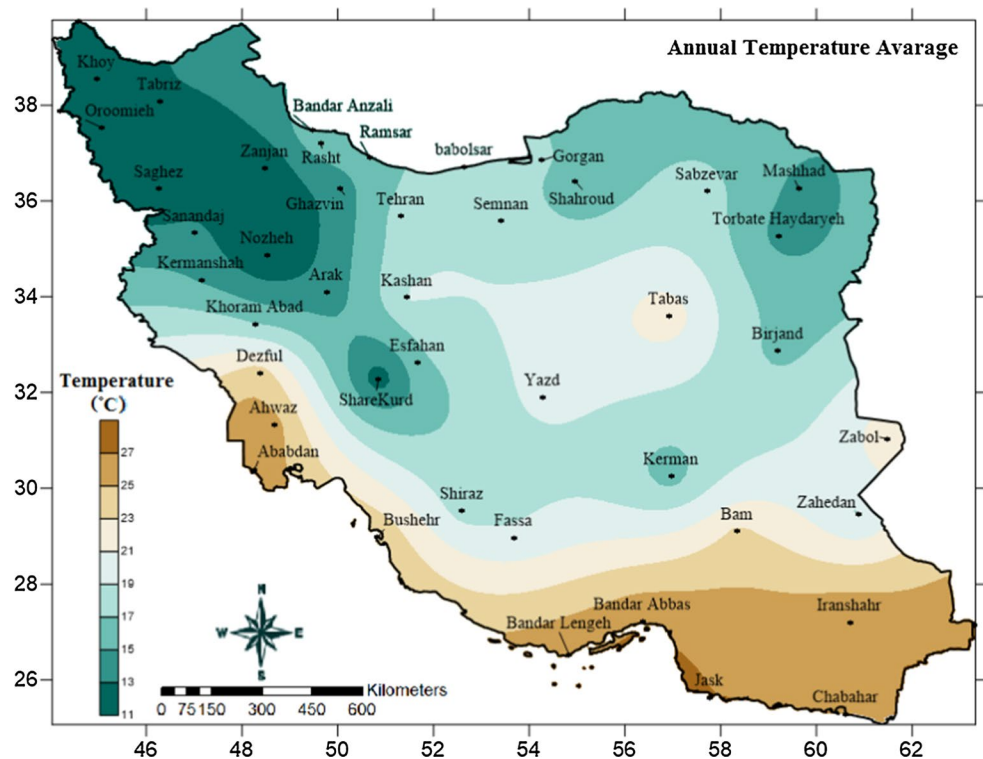 Annual Temperature Avarage
Khoy
Tabriz
Oroomieh
Bandar Anzali
Ramsar
Zanjan
Rasht
babolsar
Gorgan
Saghez
Ghazvin
Tehran
Semnan
Shahroud
Sabzevar
Mashhad
Sanandaj
Nozheh
Torbate Haydaryeh
Kermanshah
Arak
Kashan
Khoram Abad
Tabas
Esfahan
Birjand
Dezful
ShareKurd
Yazd
Ahwaz
Zabol
Ababdan
Kerman
Shiraz
Fassa
Bushehr
Bam
Zahedan
Bandar Lengeh
Bandar Abbas
Iranshahr
Jask
Chabahar
Temperature
(°C)
27
25
23
21
19
17
15
13
11
N
W E
S
Kilometers
0 75 150 300 450 600
38
36
34
32
30
28
26
46 48 50 52 54 56 58 60 62